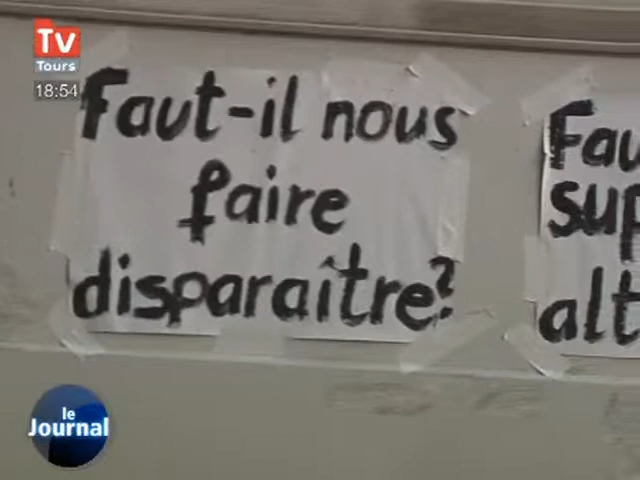 Tv
Tours
18:54
Faut-il nous
faire
disparaître?
le
Journal